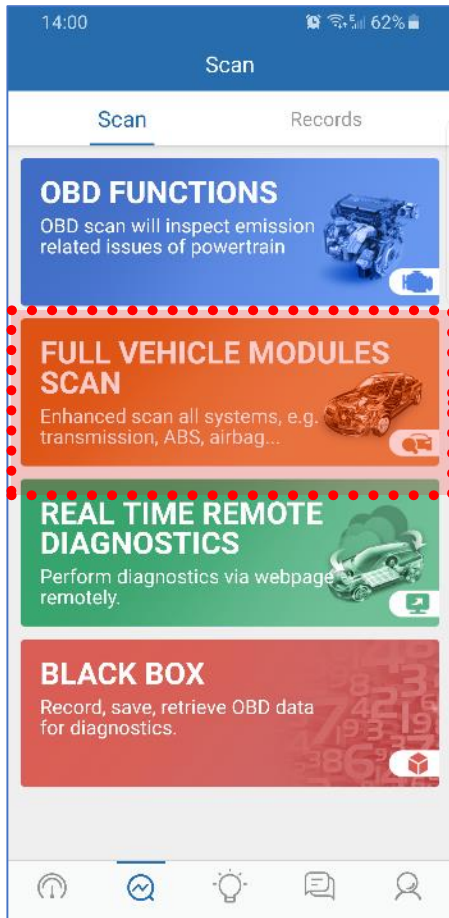 14:00 62%
Scan
Scan Records
OBD FUNCTIONS
OBD scan will inspect emission
related issues of powertrain
FULL VEHICLE MODULES
SCAN
Enhanced scan all systems, e.g.
transmission, ABS, airbag...
REAL TIME REMOTE
DIAGNOSTICS
Perform diagnostics via webpage
remotely.
BLACK BOX
Record, save, retrieve OBD data
for diagnostics.